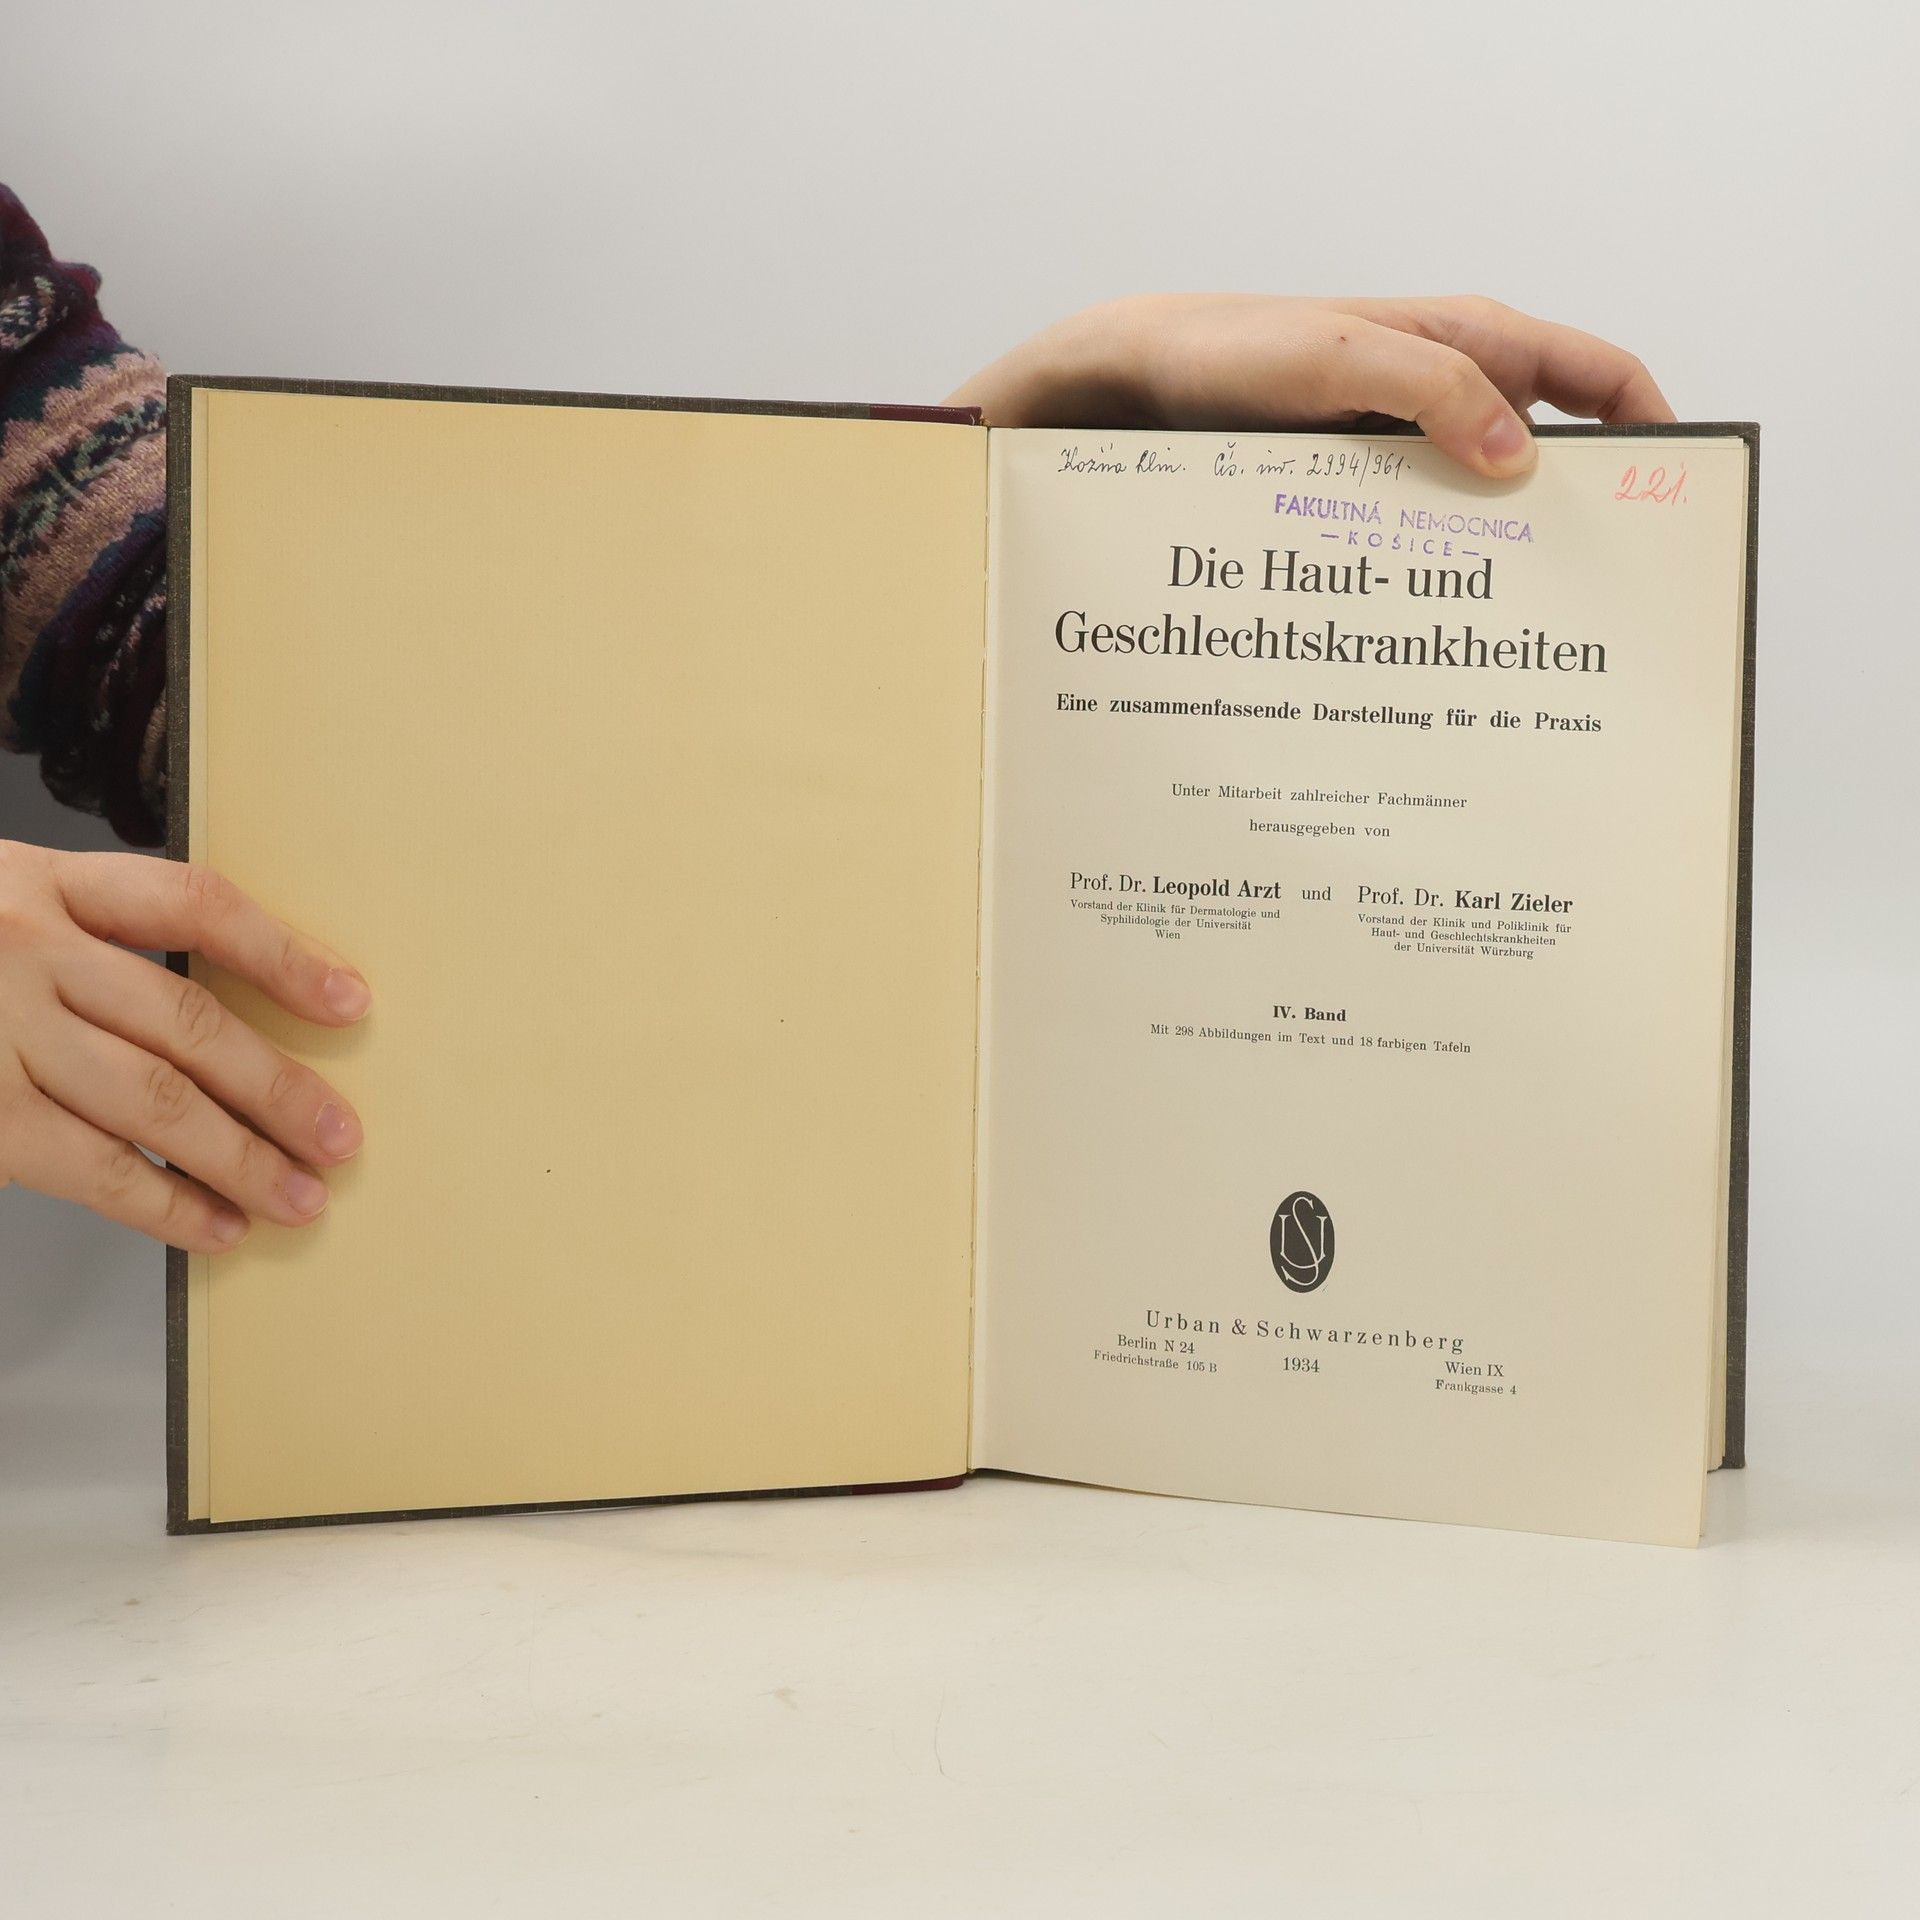 Kožná klin. Čís. inv. 2994/961.
221.
FAKULTNÁ NEMOCNICA
— KOŠICE —
Die Haut- und
Geschlechtskrankheiten
Eine zusammenfassende Darstellung für die Praxis
Unter Mitarbeit zahlreicher Fachmänner
herausgegeben von
Prof. Dr. Leopold Arzt und Prof. Dr. Karl Zieler
Vorstand der Klinik für Dermatologie und
Syphilidologie der Universität
Wien
Vorstand der Klinik und Poliklinik für
Haut- und Geschlechtskrankheiten
der Universität Würzburg
IV. Band
Mit 298 Abbildungen im Text und 18 farbigen Tafeln
US
Urban & Schwarzenberg
Berlin N 24
Friedrichstraße 105 B
1934
Wien IX
Frankgasse 4